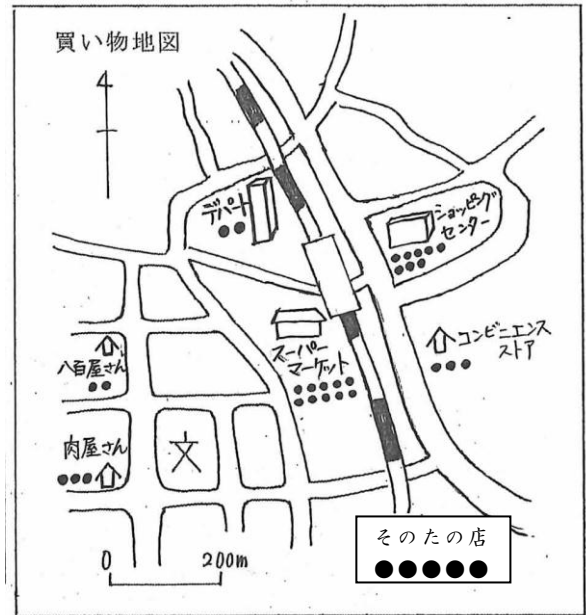 買い物地図
4
デパート
ショッピング
センター
スーパー
マーケット
コンビニエンス
ストア
八百屋さん
肉屋さん
文
0 200m
そのたの店